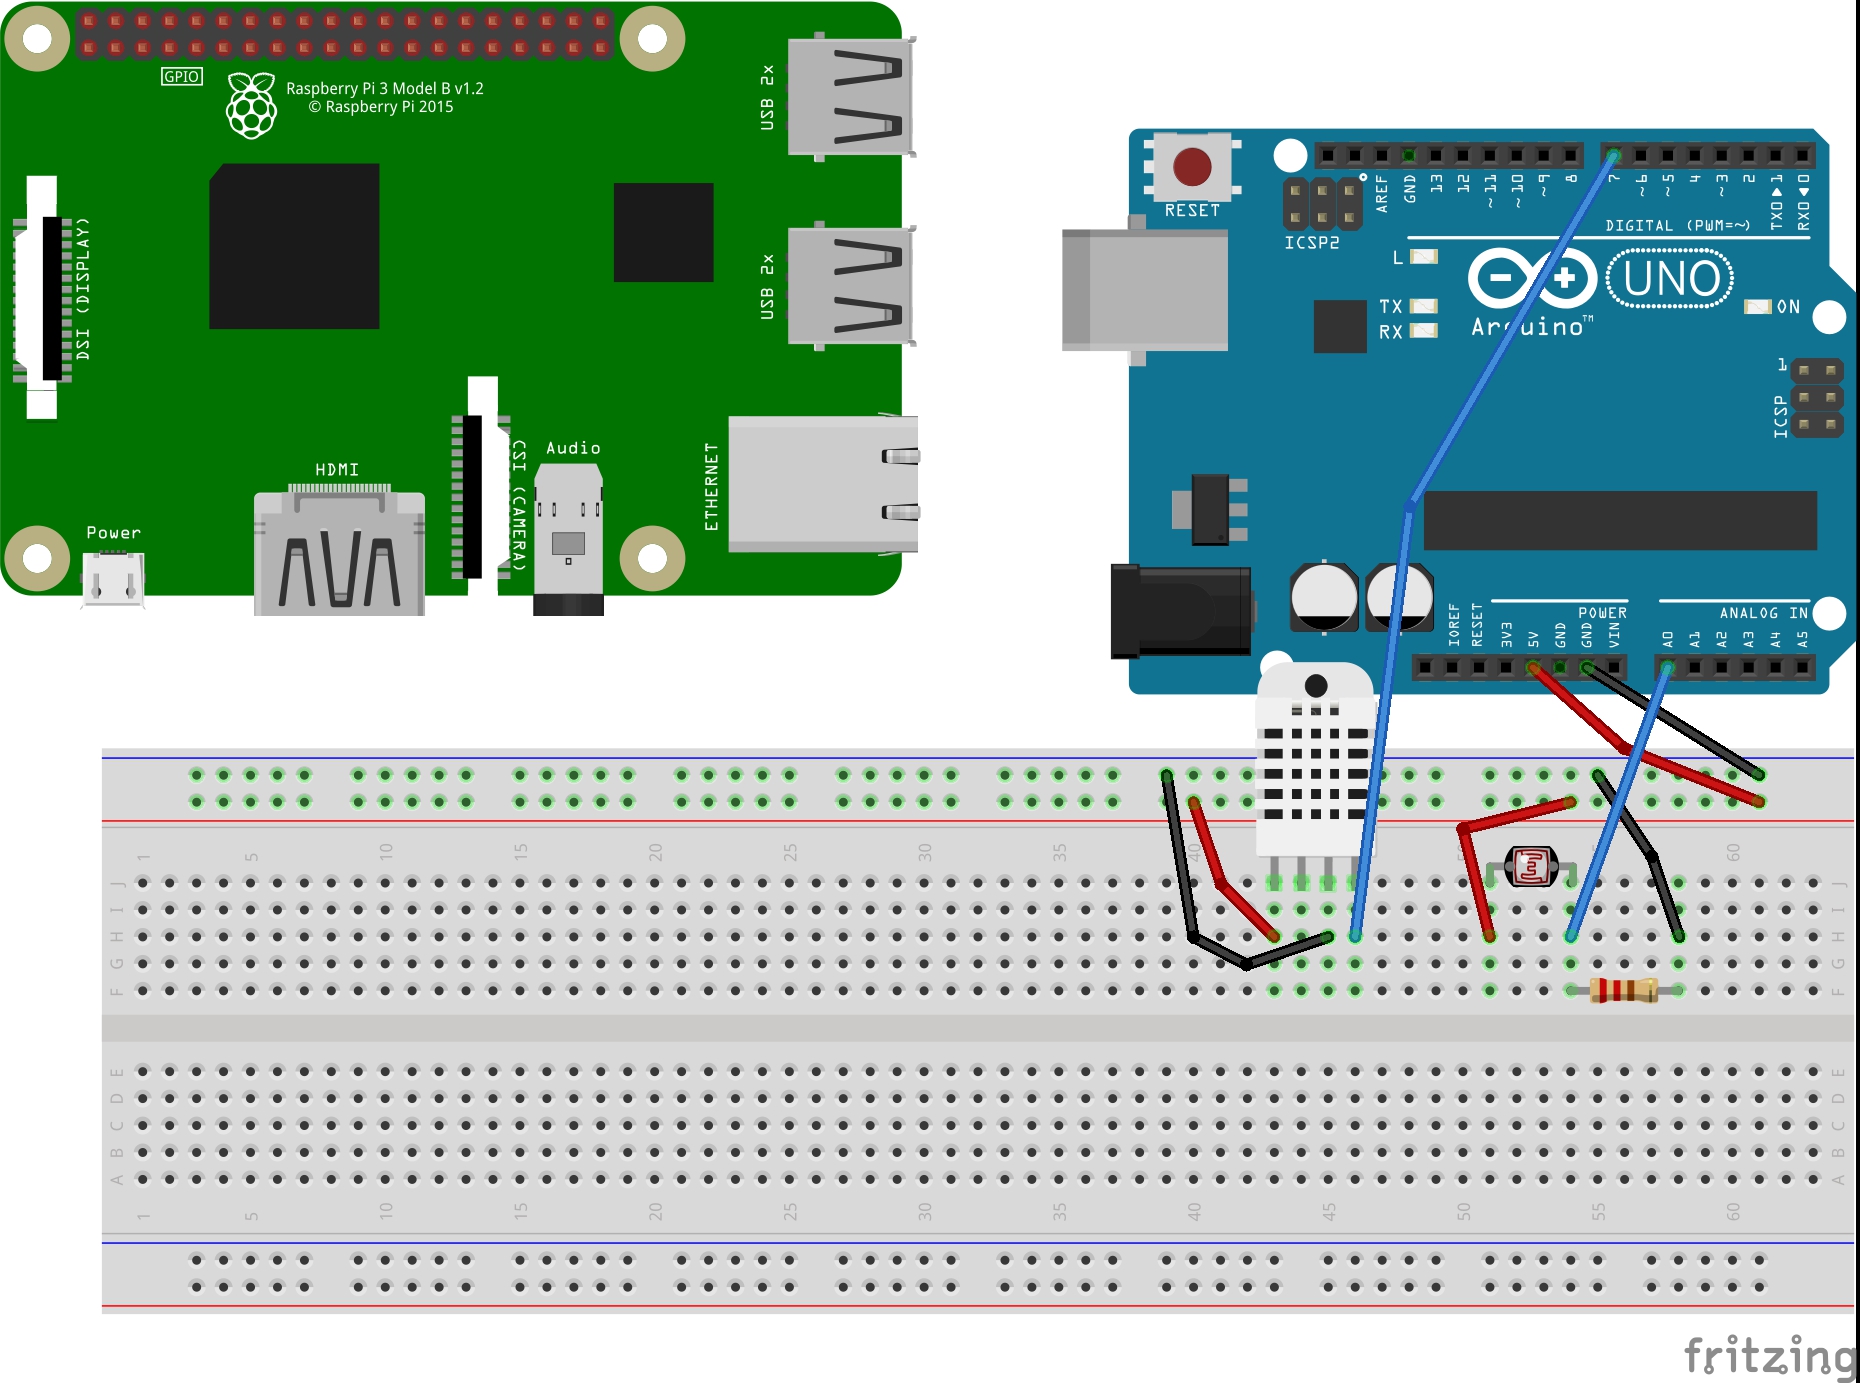 GPIO
Raspberry Pi 3 Model B v1.2
© Raspberry Pi 2015
USB 2x
USB 2x
DSI (DISPLAY)
CSI (CAMERA)
Audio
HDMI
ETHERNET
Power
RESET
ICSP2
AREF
GND
13
12
~11
~10
~9
8
7
~6
~5
4
~3
2
TX0▶1
RX0◀0
DIGITAL (PWM=~)
L
TX
RX
UNO
Arduino™
ON
1
ICSP
POWER
ANALOG IN
IOREF
RESET
3V3
5V
GND
GND
VIN
A0
A1
A2
A3
A4
A5
1
5
10
15
20
25
30
35
40
50
60
J
J
I
I
H
H
G
G
F
F
E
E
D
D
C
C
B
B
A
A
1
5
10
15
20
25
30
35
40
45
50
55
60
fritzing